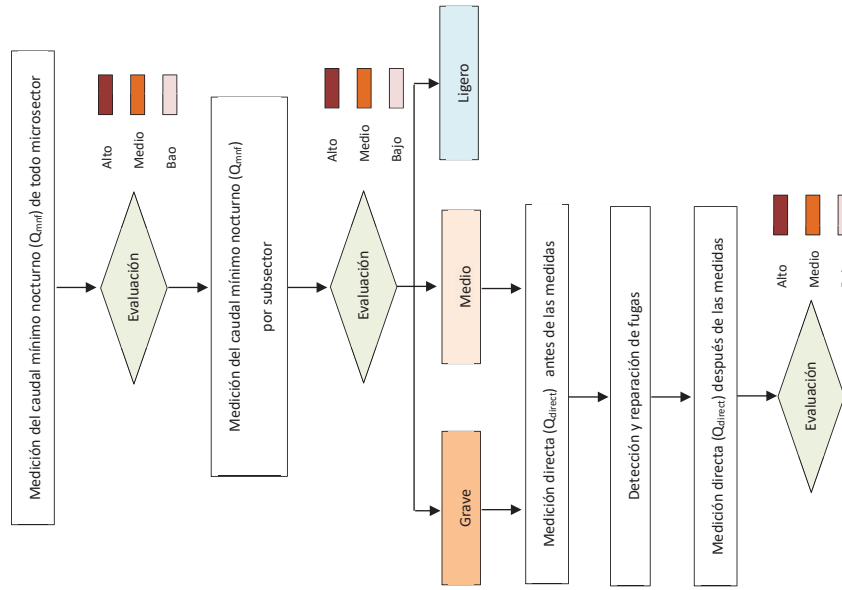 Medición del caudal mínimo nocturno (Qmnf) de todo microsector
Evaluación
Alto
Medio
Bao
Medición del caudal mínimo nocturno (Qmnf)
por subsector
Evaluación
Alto
Medio
Bajo
Grave
Medio
Ligero
Medición directa (Qdirect) antes de las medidas
Detección y reparación de fugas
Medición directa (Qdirect) después de las medidas
Evaluación
Alto
Medio